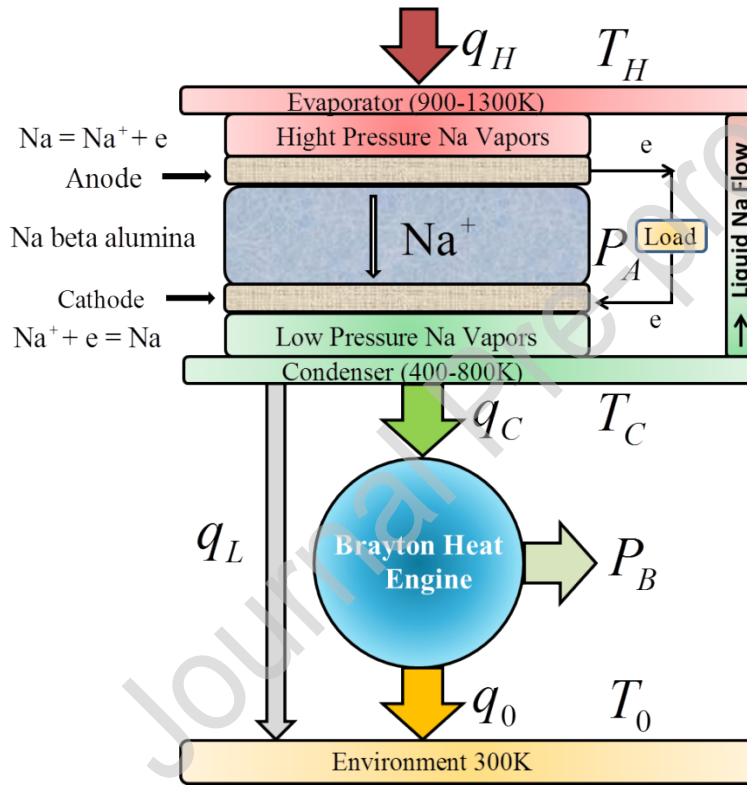 q_H T_H
Evaporator (900-1300K)
Na = Na⁺ + e
Hight Pressure Na Vapors
e
Anode
Na beta alumina
Na⁺
P_A
Load
Liquid Na Flow
Cathode
e
Na⁺ + e = Na
Low Pressure Na Vapors
Condenser (400-800K)
q_C T_C
q_L
Brayton Heat
Engine
P_B
q_0 T_0
Environment 300K
Journal Pre-pro